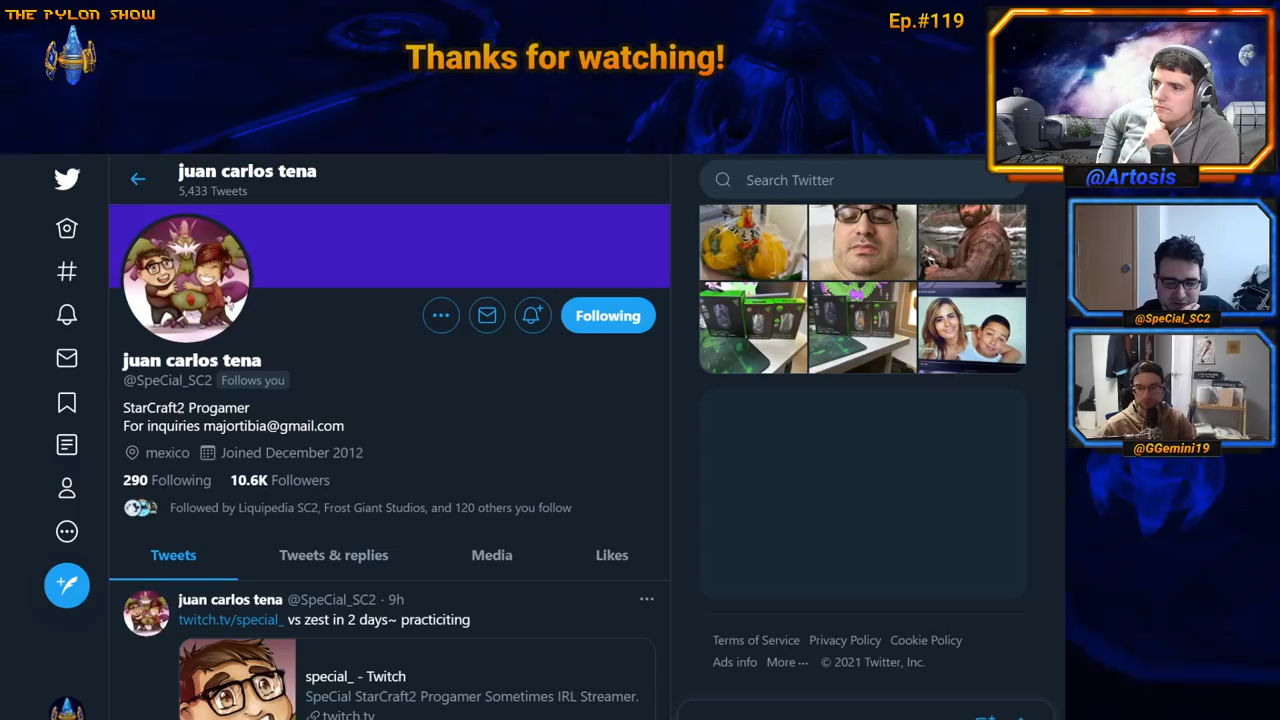 THE PYLON SHOW
Thanks for watching!
Ep.#119
@Artosis
@SpeCial_SC2
@GGemini19
juan carlos tena
5,433 Tweets
Search Twitter
Following
juan carlos tena
@SpeCial_SC2 Follows you
StarCraft2 Progamer
For inquiries majortibia@gmail.com
mexico Joined December 2012
290 Following 10.6K Followers
Followed by Liquipedia SC2, Frost Giant Studios, and 120 others you follow
Tweets Tweets & replies Media Likes
juan carlos tena @SpeCial_SC2 · 9h
twitch.tv/special_ vs zest in 2 days~ practiciting
special_ - Twitch
SpeCial StarCraft2 Progamer Sometimes IRL Streamer.
twitch.tv
Terms of Service Privacy Policy Cookie Policy
Ads info More ··· © 2021 Twitter, Inc.